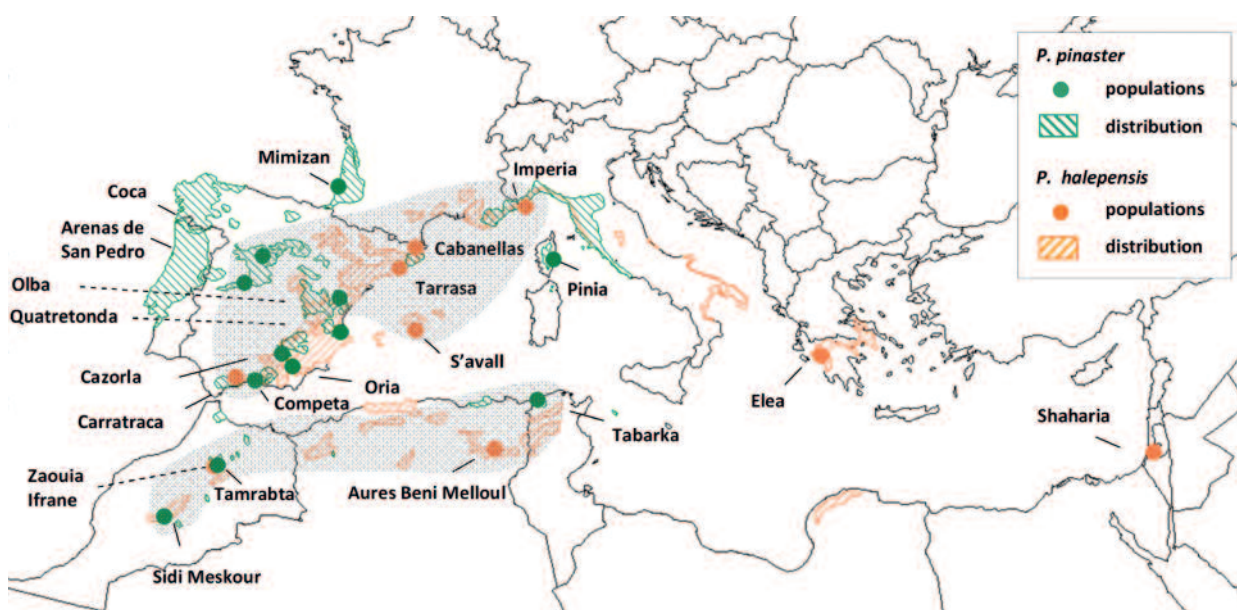 P. pinaster
populations
distribution
P. halepensis
populations
distribution
Mimizan
Imperia
Coca
Arenas de
San Pedro
Cabanellas
Olba
Tarrasa
Pinia
Quatretonda
S'avall
Cazorla
Oria
Elea
Carratraca
Competa
Shaharia
Tabarka
Zaouia
Ifrane
Tamrabta
Aures Beni Melloul
Sidi Meskour